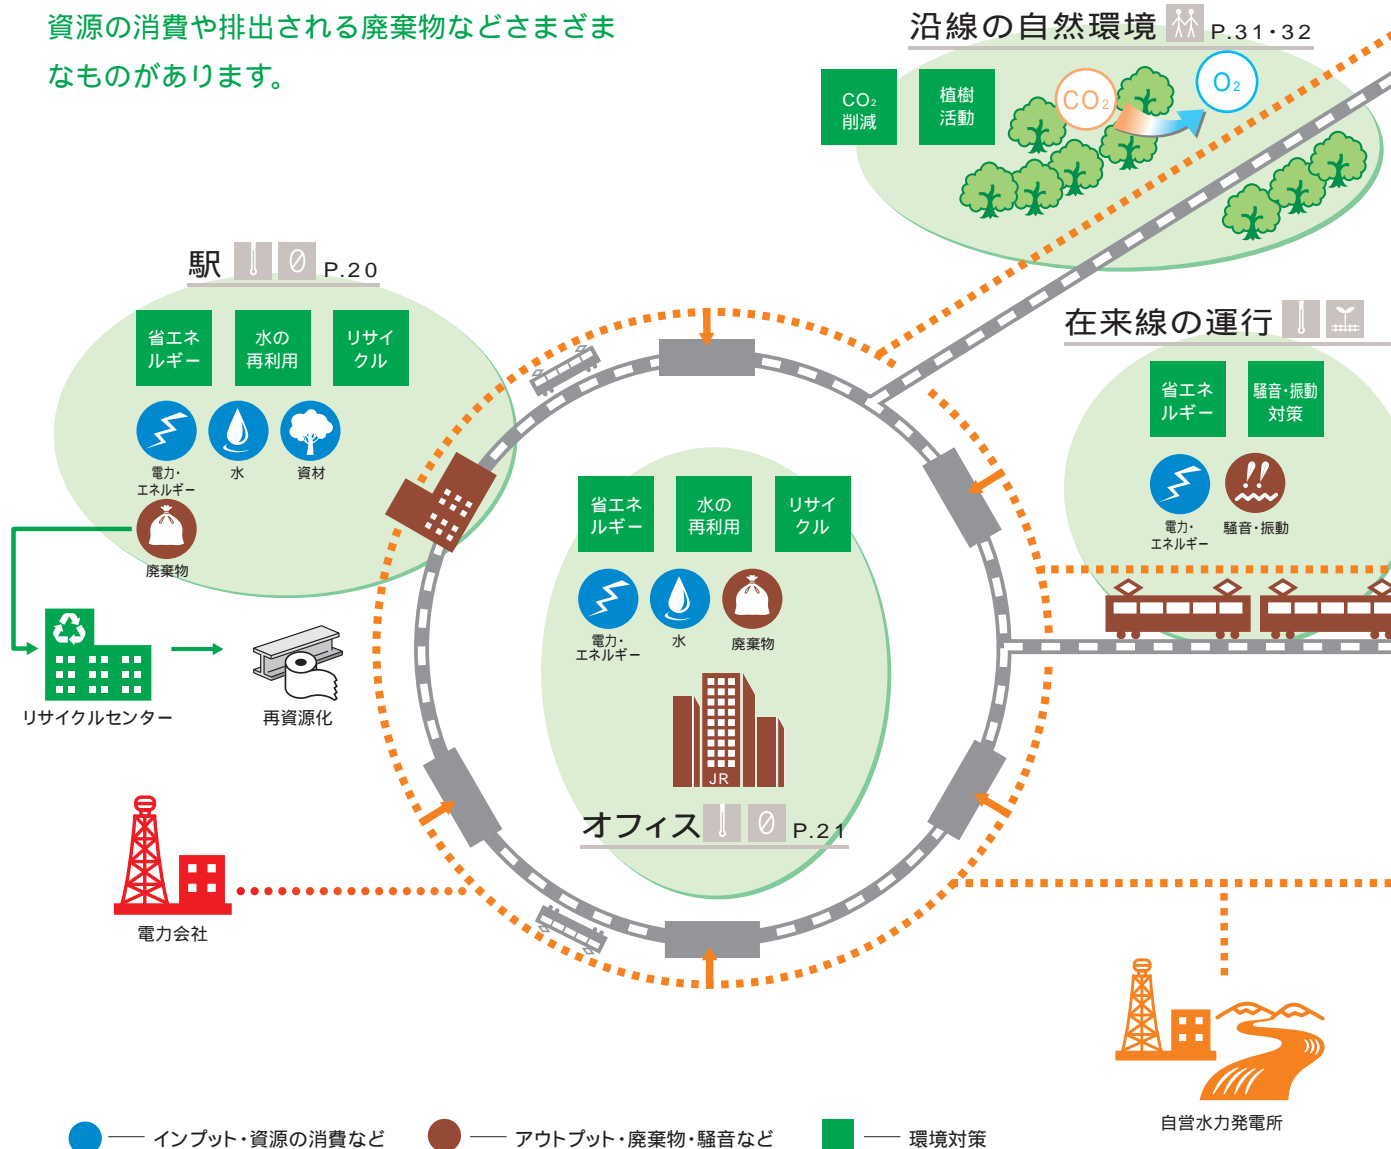 資源の消費や排出される廃棄物などさまざま
なものがあります。
沿線の自然環境 P.31・32
CO₂
削減
植樹
活動
CO₂
O₂
駅 P.20
省エネ
ルギー
水の
再利用
リサイ
クル
電力・
エネルギー
水
資材
廃棄物
リサイクルセンター
再資源化
電力会社
省エネ
ルギー
水の
再利用
リサイ
クル
電力・
エネルギー
水
廃棄物
JR
オフィス P.21
在来線の運行
省エネ
ルギー
騒音・振動
対策
電力・
エネルギー
騒音・振動
自営水力発電所
インプット・資源の消費など
アウトプット・廃棄物・騒音など
環境対策